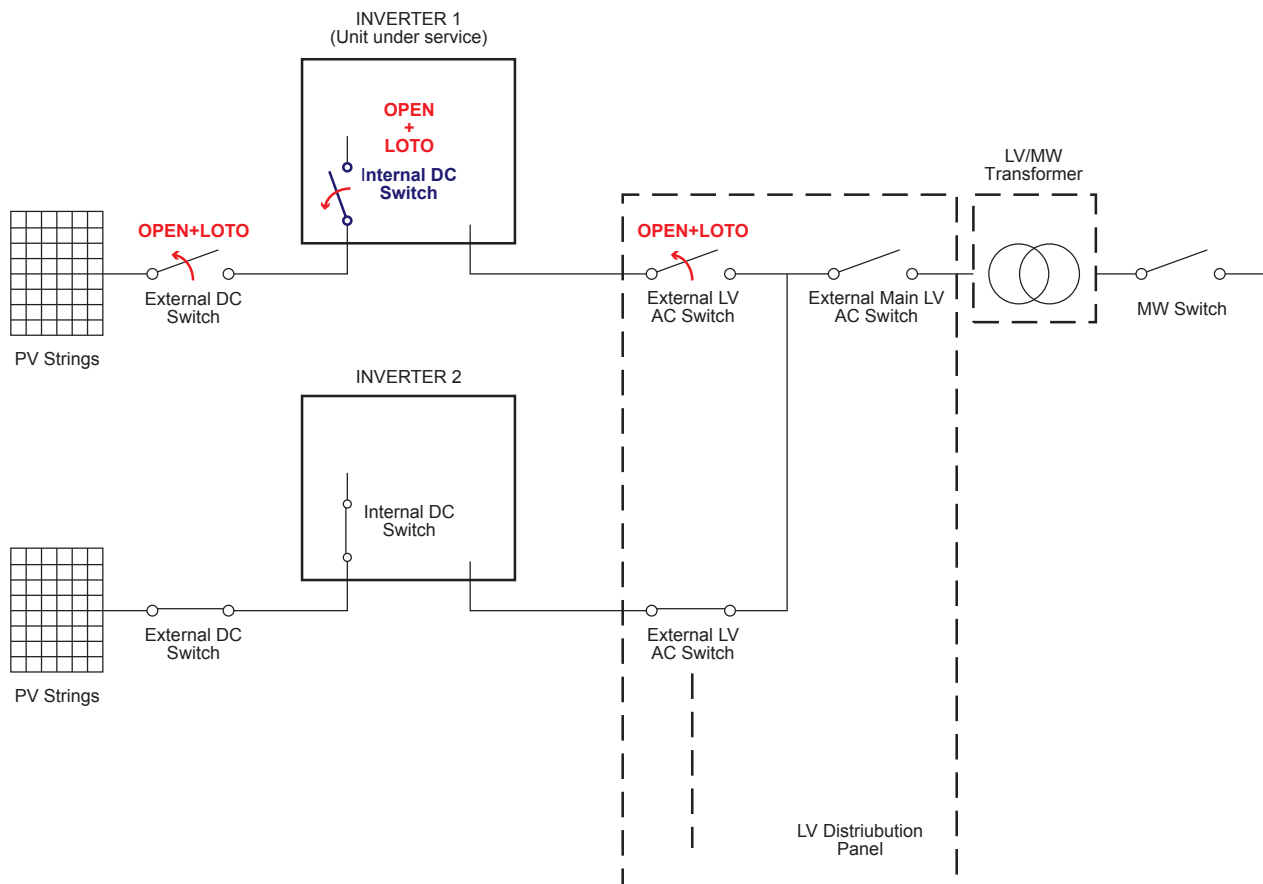 INVERTER 1
(Unit under service)
OPEN
+
LOTO
Internal DC
Switch
OPEN+LOTO
External DC
Switch
PV Strings
OPEN+LOTO
External LV
AC Switch
External Main LV
AC Switch
LV/MW
Transformer
MW Switch
INVERTER 2
Internal DC
Switch
External DC
Switch
PV Strings
External LV
AC Switch
LV Distriubution
Panel